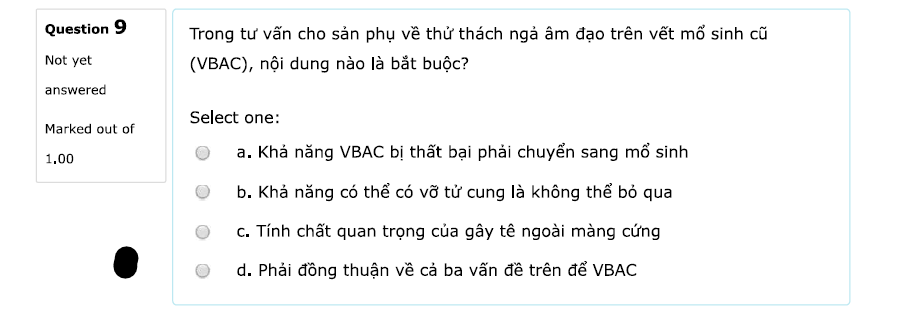 Question 9
Not yet
answered
Marked out of
1,00
Trong tư vấn cho sản phụ về thử thách ngả âm đạo trên vết mổ sinh cũ
(VBAC), nội dung nào là bắt buộc?
Select one:
a. Khả năng VBAC bị thất bại phải chuyển sang mổ sinh
b. Khả năng có thể có vỡ tử cung là không thể bỏ qua
c. Tính chất quan trọng của gây tê ngoài màng cứng
d. Phải đồng thuận về cả ba vấn đề trên để VBAC